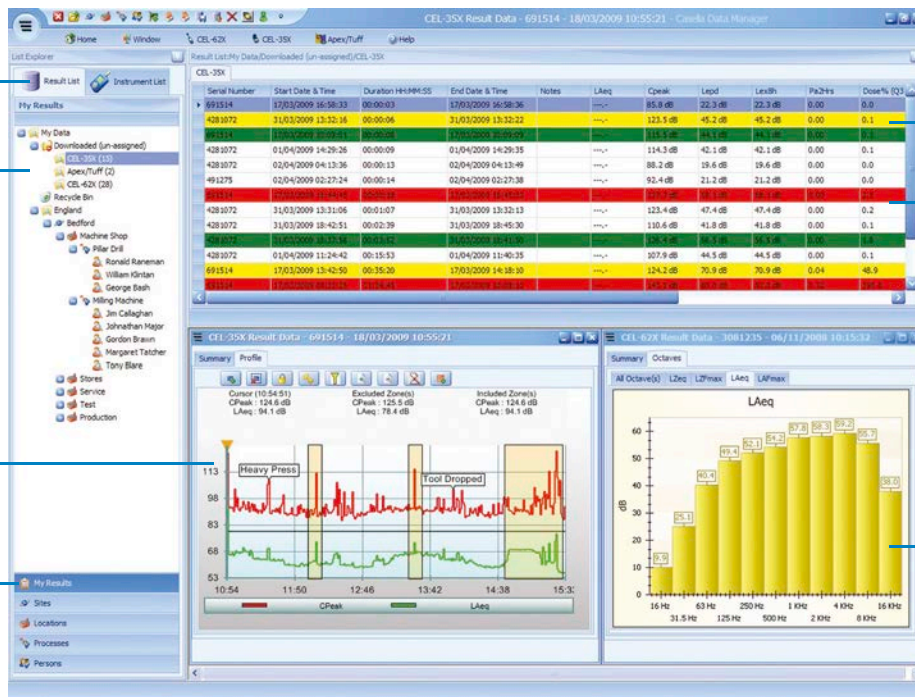 CEL-35X Result Data - 691514 - 18/03/2009 10:55:21 - Casella Data Manager
Home Window CEL-62X CEL-35X Apex/Tuff Help
List Explorer
Result List:My Data/Downloaded (un-assigned)/CEL-35X
Result List Instrument List
CEL-35X
My Results
Serial Number Start Date & Time Duration HH:MM:SS End Date & Time Notes LAeq Cpeak Lepd Lex8h Pa2Hrs Dose% (Q3
691514 17/03/2009 16:58:33 00:00:03 17/03/2009 16:58:36 ---.- 85.8 dB 22.3 dB 22.3 dB 0.00 0.0
4281072 31/03/2009 13:32:16 00:00:06 31/03/2009 13:32:22 ---.- 123.5 dB 45.2 dB 45.2 dB 0.00 0.1
691514
4281072 01/04/2009 14:29:26 00:00:09 01/04/2009 14:29:35 ---.- 114.3 dB 42.1 dB 42.1 dB 0.00 0.1
4281072 02/04/2009 04:13:36 00:00:13 02/04/2009 04:13:49 ---.- 88.2 dB 19.6 dB 19.6 dB 0.00 0.0
491275 02/04/2009 02:27:24 00:00:14 02/04/2009 02:27:38 ---.- 92.4 dB 21.2 dB 21.2 dB 0.00 0.0
4281072 31/03/2009 13:31:06 00:01:07 31/03/2009 13:32:13 ---.- 123.4 dB 47.4 dB 47.4 dB 0.00 0.2
4281072 31/03/2009 18:42:51 00:02:39 31/03/2009 18:45:30 ---.- 110.6 dB 41.8 dB 41.8 dB 0.00 0.1
4281072 01/04/2009 11:24:42 00:15:53 01/04/2009 11:40:35 ---.- 107.9 dB 44.5 dB 44.5 dB 0.00 0.1
691514 17/03/2009 13:42:50 00:35:20 17/03/2009 14:18:10 ---.- 124.2 dB 70.9 dB 70.9 dB 0.04 48.9
My Data
Downloaded (un-assigned)
CEL-35X (15)
Apex/Tuff (2)
CEL-62X (28)
Recycle Bin
England
Bedford
Machine Shop
Pillar Drill
Ronald Raneman
William Klintan
George Bash
Milling Machine
Jim Callaghan
Johnathan Major
Gordon Brawn
Margaret Tatcher
Tony Blare
Stores
Service
Test
Production
My Results
Sites
Locations
Processes
Persons
CEL-35X Result Data - 691514 - 18/03/2009 10:55:21
Summary Profile
Cursor (10:54:51) Excluded Zone(s) Included Zone(s)
CPeak : 124.6 dB CPeak : 125.5 dB CPeak : 124.6 dB
LAeq : 94.1 dB LAeq : 78.4 dB LAeq : 94.1 dB
Heavy Press
Tool Dropped
113
98
83
68
53
10:54 11:50 12:46 13:42 14:38 15:3
CPeak LAeq
CEL-62X Result Data - 3081235 - 06/11/2008 10:15:32
Summary Octaves
All Octave(s) LZeq LZFmax LAeq LAFmax
LAeq
dB
60
50
40
30
20
10
0
9.9 25.1 40.4 49.4 52.1 54.2 57.8 58.3 59.2 55.7 38.0
16 Hz 63 Hz 250 Hz 1 KHz 4 KHz 16 KHz
31.5 Hz 125 Hz 500 Hz 2 KHz 8 KHz